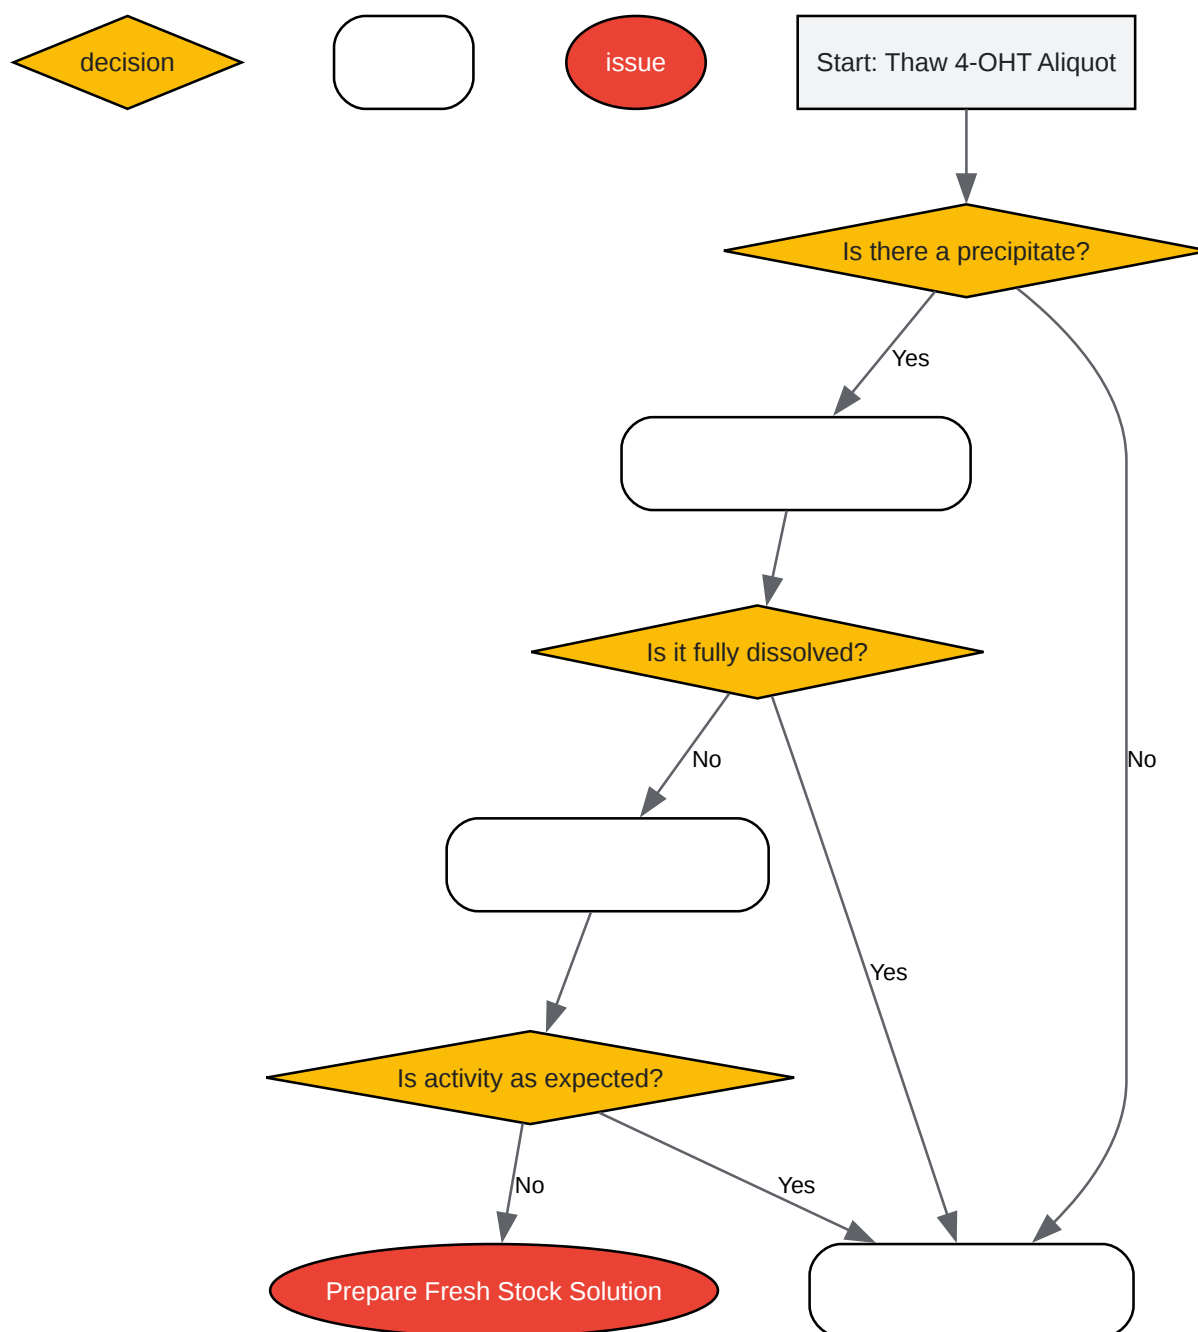 decision
issue
Start: Thaw 4-OHT Aliquot
Is there a precipitate?
Yes
Is it fully dissolved?
No
No
Yes
Is activity as expected?
No
Yes
Prepare Fresh Stock Solution